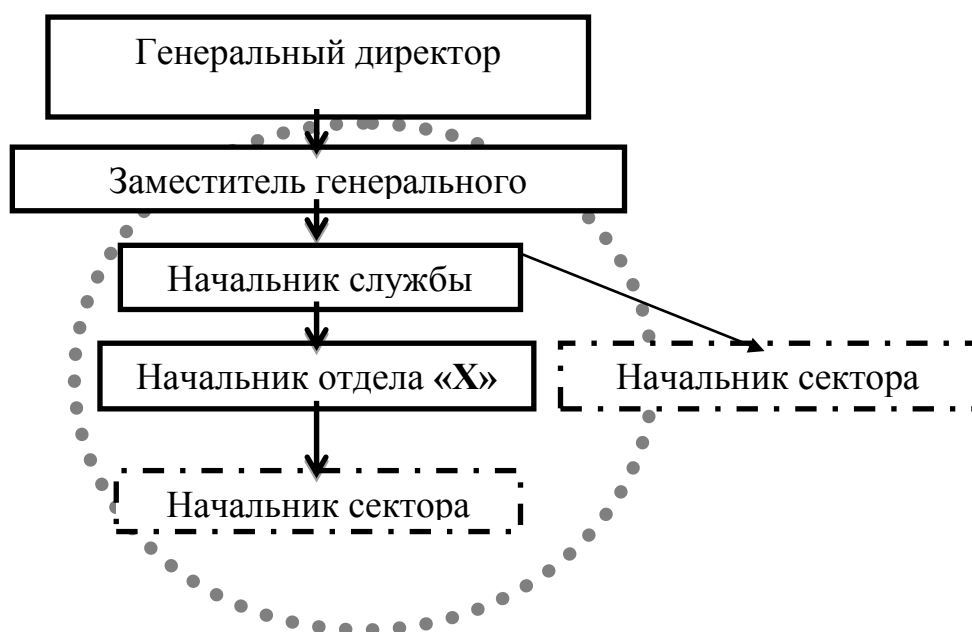 Генеральный директор
Заместитель генерального
Начальник службы
Начальник отдела «Х»
Начальник сектора
Начальник сектора